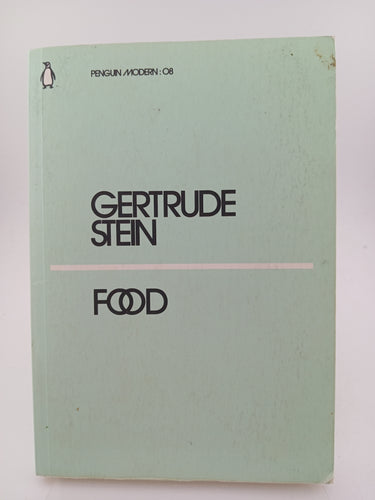 PENGUIN MODERN: 08
GERTRUDE
STEIN
FOOD